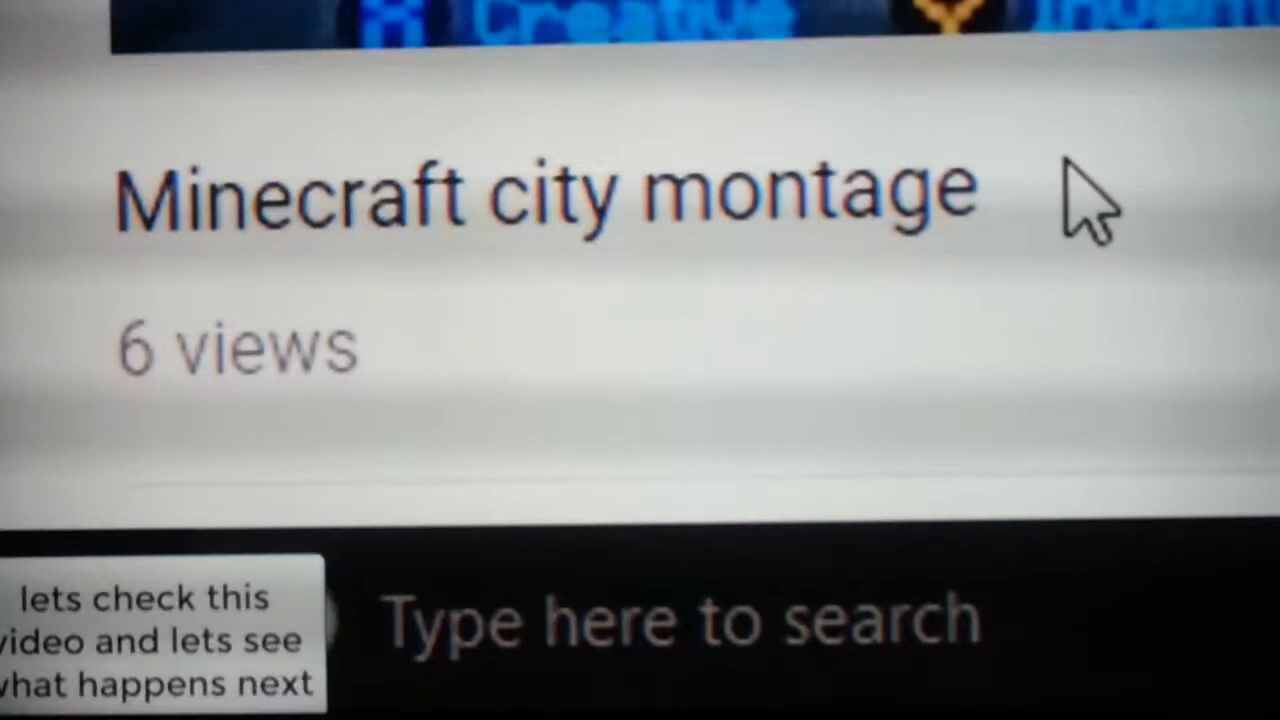 Creative
Minecraft city montage
6 views
Type here to search
lets check this
video and lets see
what happens next